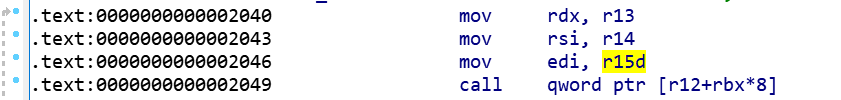 .text:0000000000002040 mov rdx, r13
.text:0000000000002043 mov rsi, r14
.text:0000000000002046 mov edi, r15d
.text:0000000000002049 call qword ptr [r12+rbx*8]